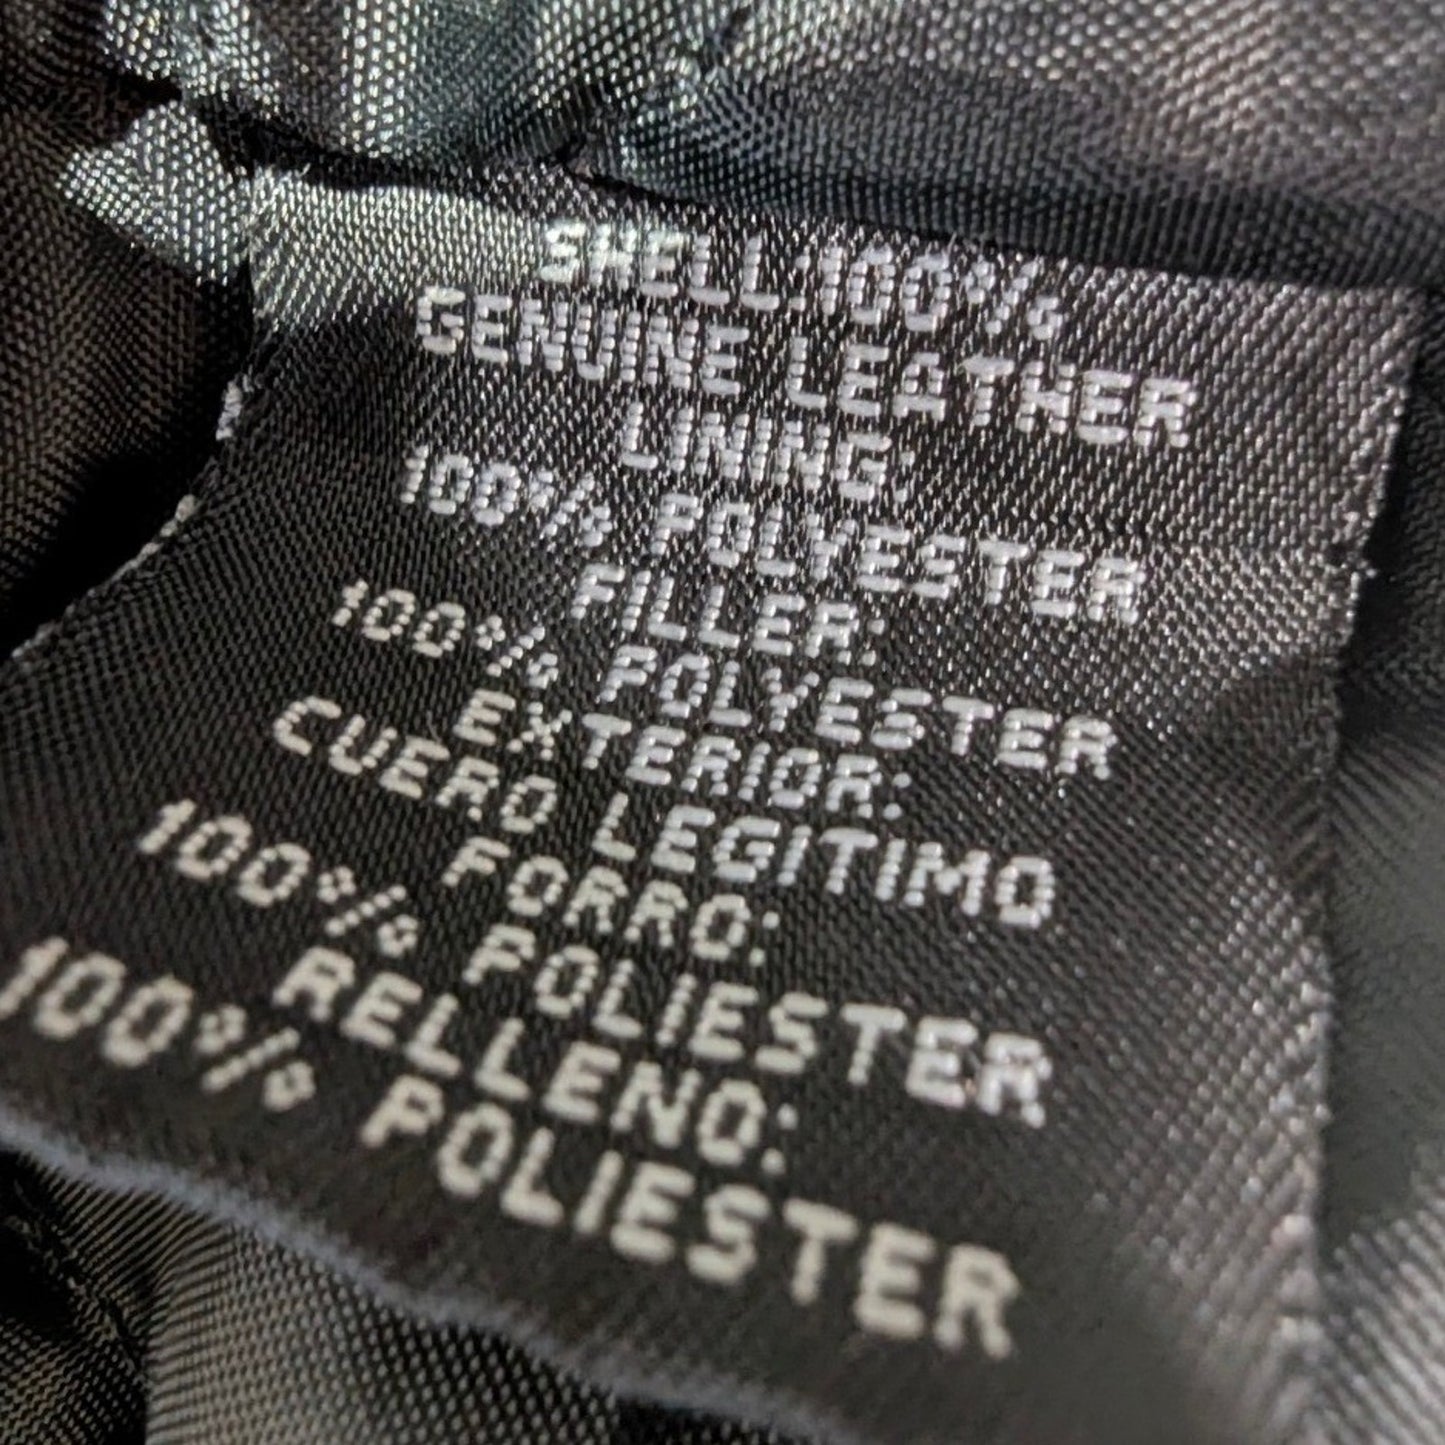 SHELL:100%
GENUINE LEATHER
LINING:
100% POLYESTER
FILLER:
100% POLYESTER
EXTERIOR:
CUERO LEGITIMO
FORRO:
100% POLIESTER
RELLENO:
100% POLIESTER